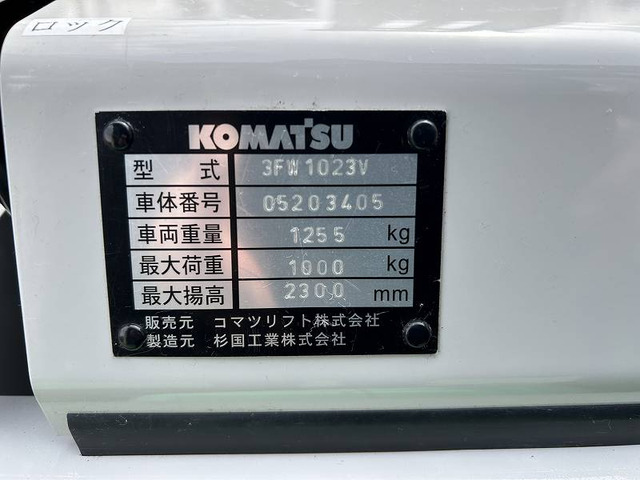 ロック
KOMATSU
型 式 3FW1023V
車体番号 05203405
車両重量 1255 kg
最大荷重 1000 kg
最大揚高 2300 mm
販売元 コマツリフト株式会社
製造元 杉国工業株式会社